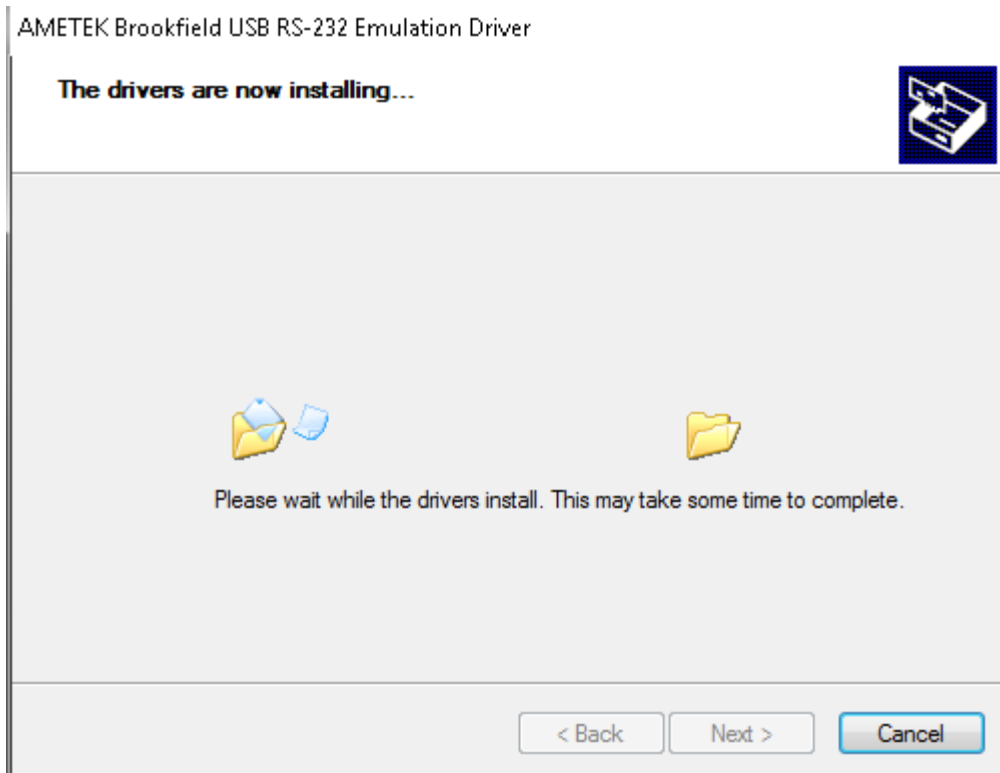 AMETEK Brookfield USB RS-232 Emulation Driver
The drivers are now installing...
Please wait while the drivers install. This may take some time to complete.
< Back
Next >
Cancel